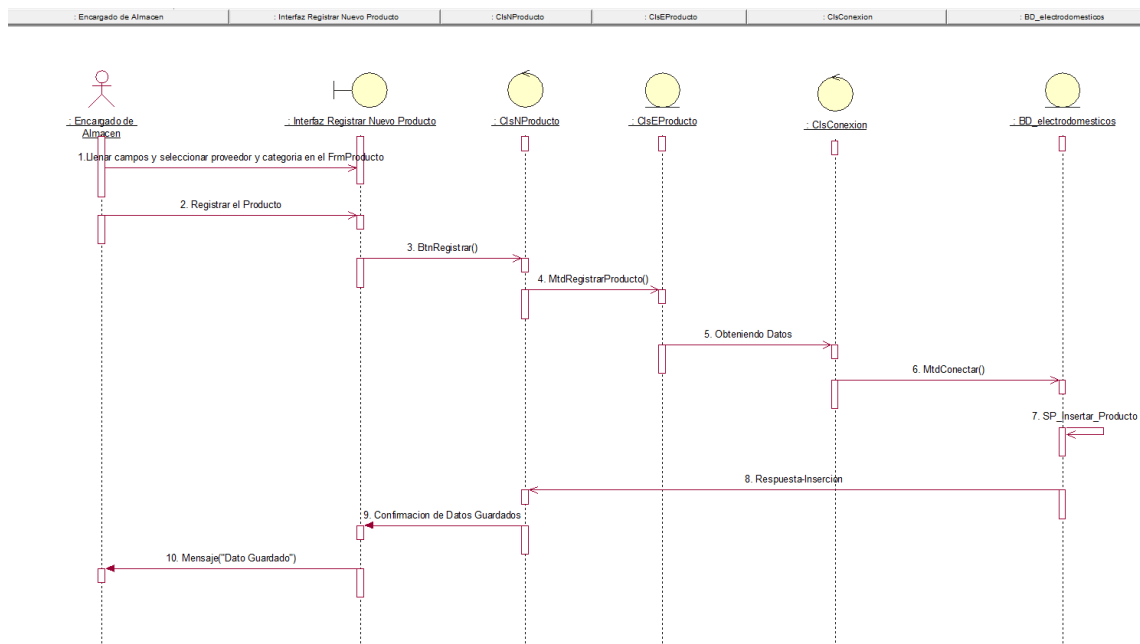 : Encargado de Almacen
: Interfaz Registrar Nuevo Producto
: ClsNProducto
: ClsEProducto
: ClsConexion
: BD_electrodomesticos
: Encargado de
Almacen
: Interfaz Registrar Nuevo Producto
: ClsNProducto
: ClsEProducto
: ClsConexion
: BD_electrodomesticos
1.Llenar campos y seleccionar proveedor y categoria en el FrmProducto
2. Registrar el Producto
3. BtnRegistrar()
4. MtdRegistrarProducto()
5. Obteniendo Datos
6. MtdConectar()
7. SP_Insertar_Producto
8. Respuesta-Inserción
9. Confirmacion de Datos Guardados
10. Mensaje("Dato Guardado")